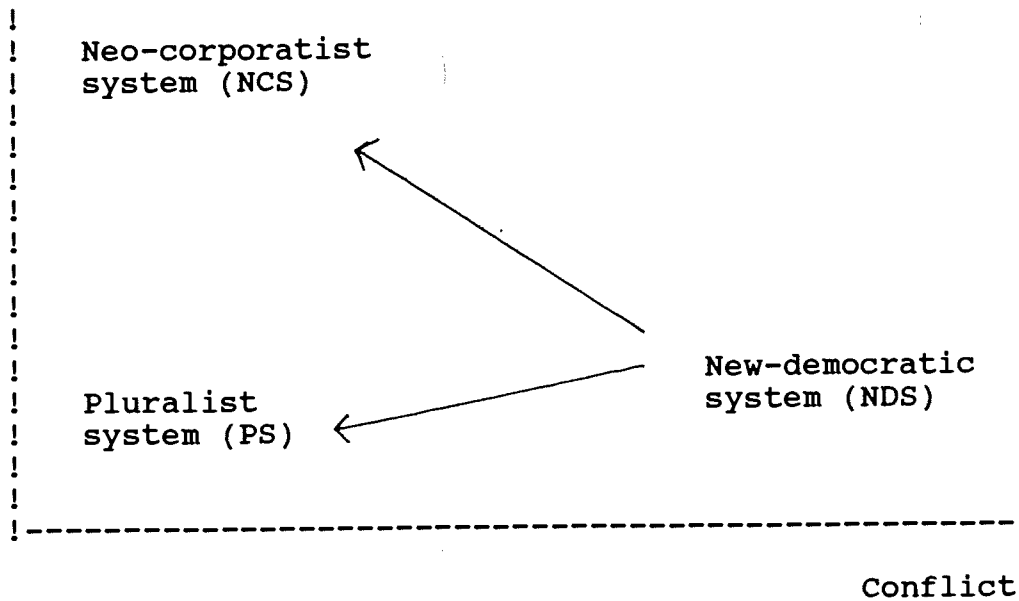 Neo-corporatist
system (NCS)
New-democratic
system (NDS)
Pluralist
system (PS)
Conflict